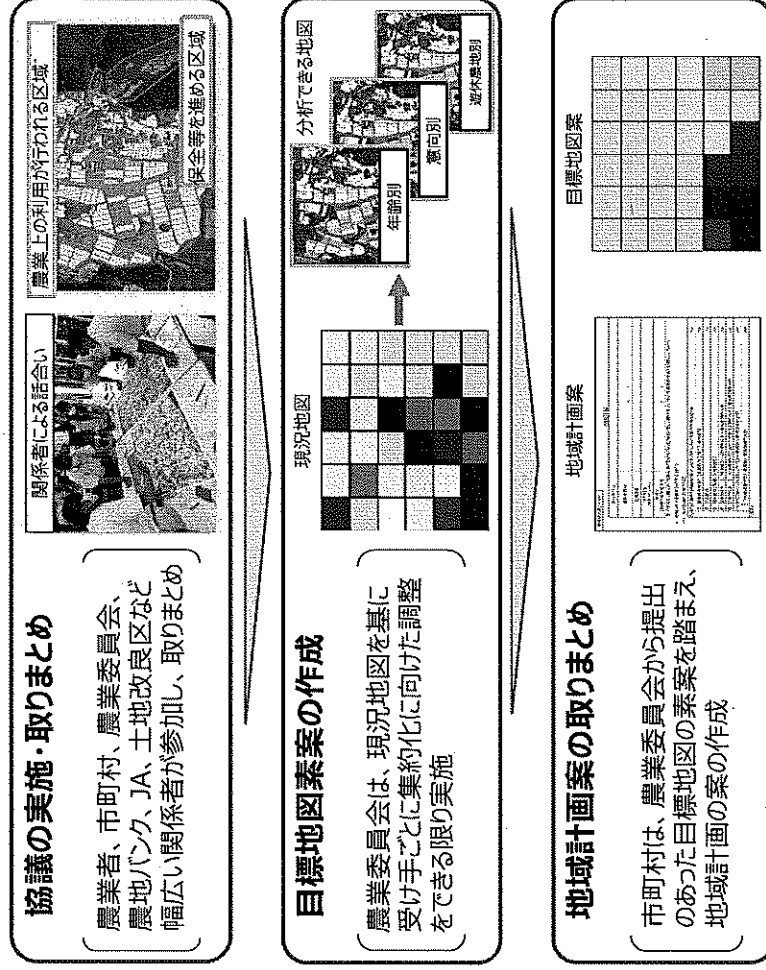 協議の実施・取りまとめ
農業者、市町村、農業委員会、
農地バンク、JA、土地改良区など
幅広い関係者が参加し、取りまとめ
関係者による話合い
農業上の利用が行われる区域
保全等を進める区域
目標地図素案の作成
農業委員会は、現況地図を基に
受け手ごとに集約化に向けた調整
をできる限り実施
現況地図
分析できる地図
年齢別
意向別
遊休農地別
地域計画案の取りまとめ
市町村は、農業委員会から提出
のあった目標地図の素案を踏まえ、
地域計画の案の作成
地域計画案
目標地図案